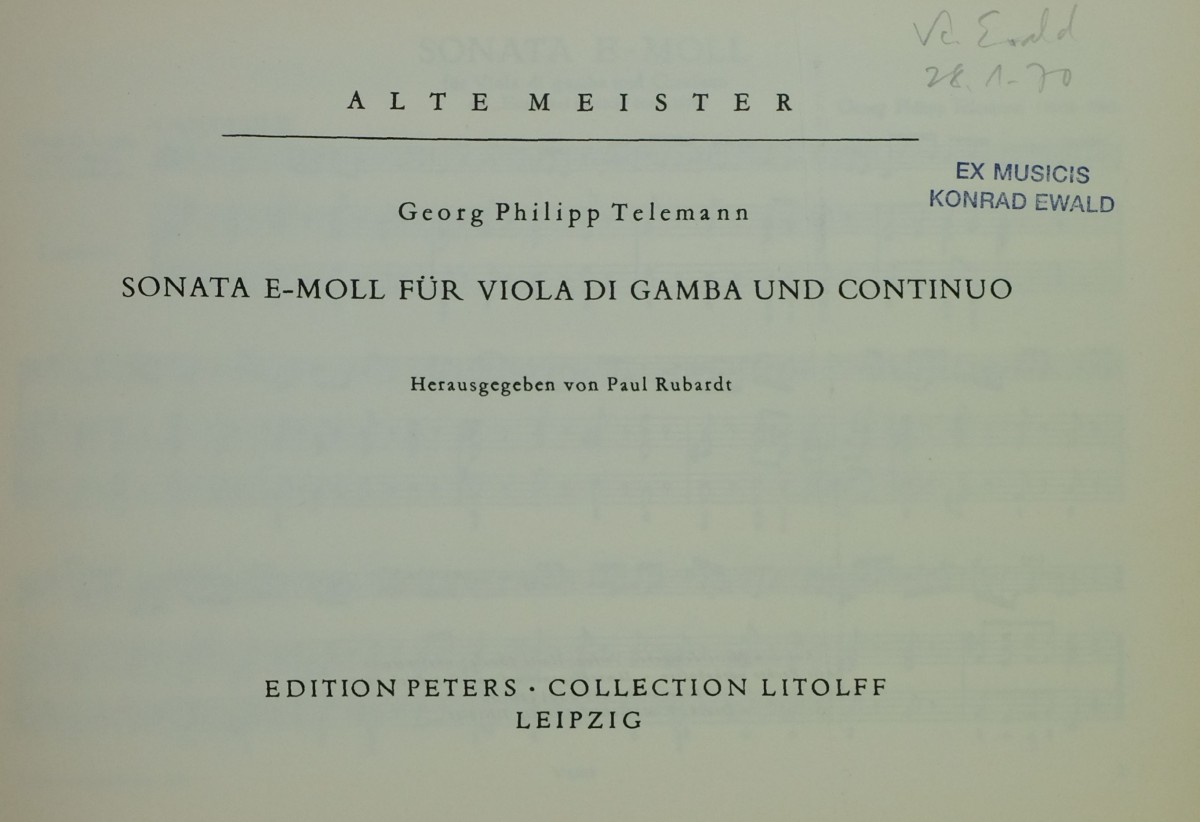 Ewald
28.1.70
ALTE MEISTER
EX MUSICIS
KONRAD EWALD
Georg Philipp Telemann
SONATA E-MOLL FÜR VIOLA DI GAMBA UND CONTINUO
Herausgegeben von Paul Rubardt
EDITION PETERS · COLLECTION LITOLFF
LEIPZIG